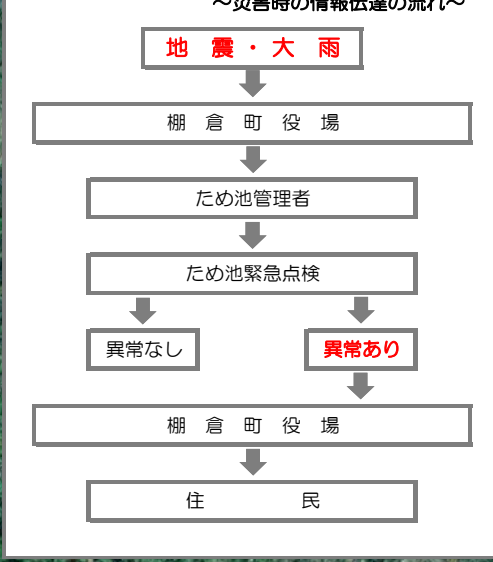 ～災害時の情報伝達の流れ～
地 震・大 雨
棚 倉 町 役 場
ため池管理者
ため池緊急点検
異常なし
異常あり
棚 倉 町 役 場
住 民